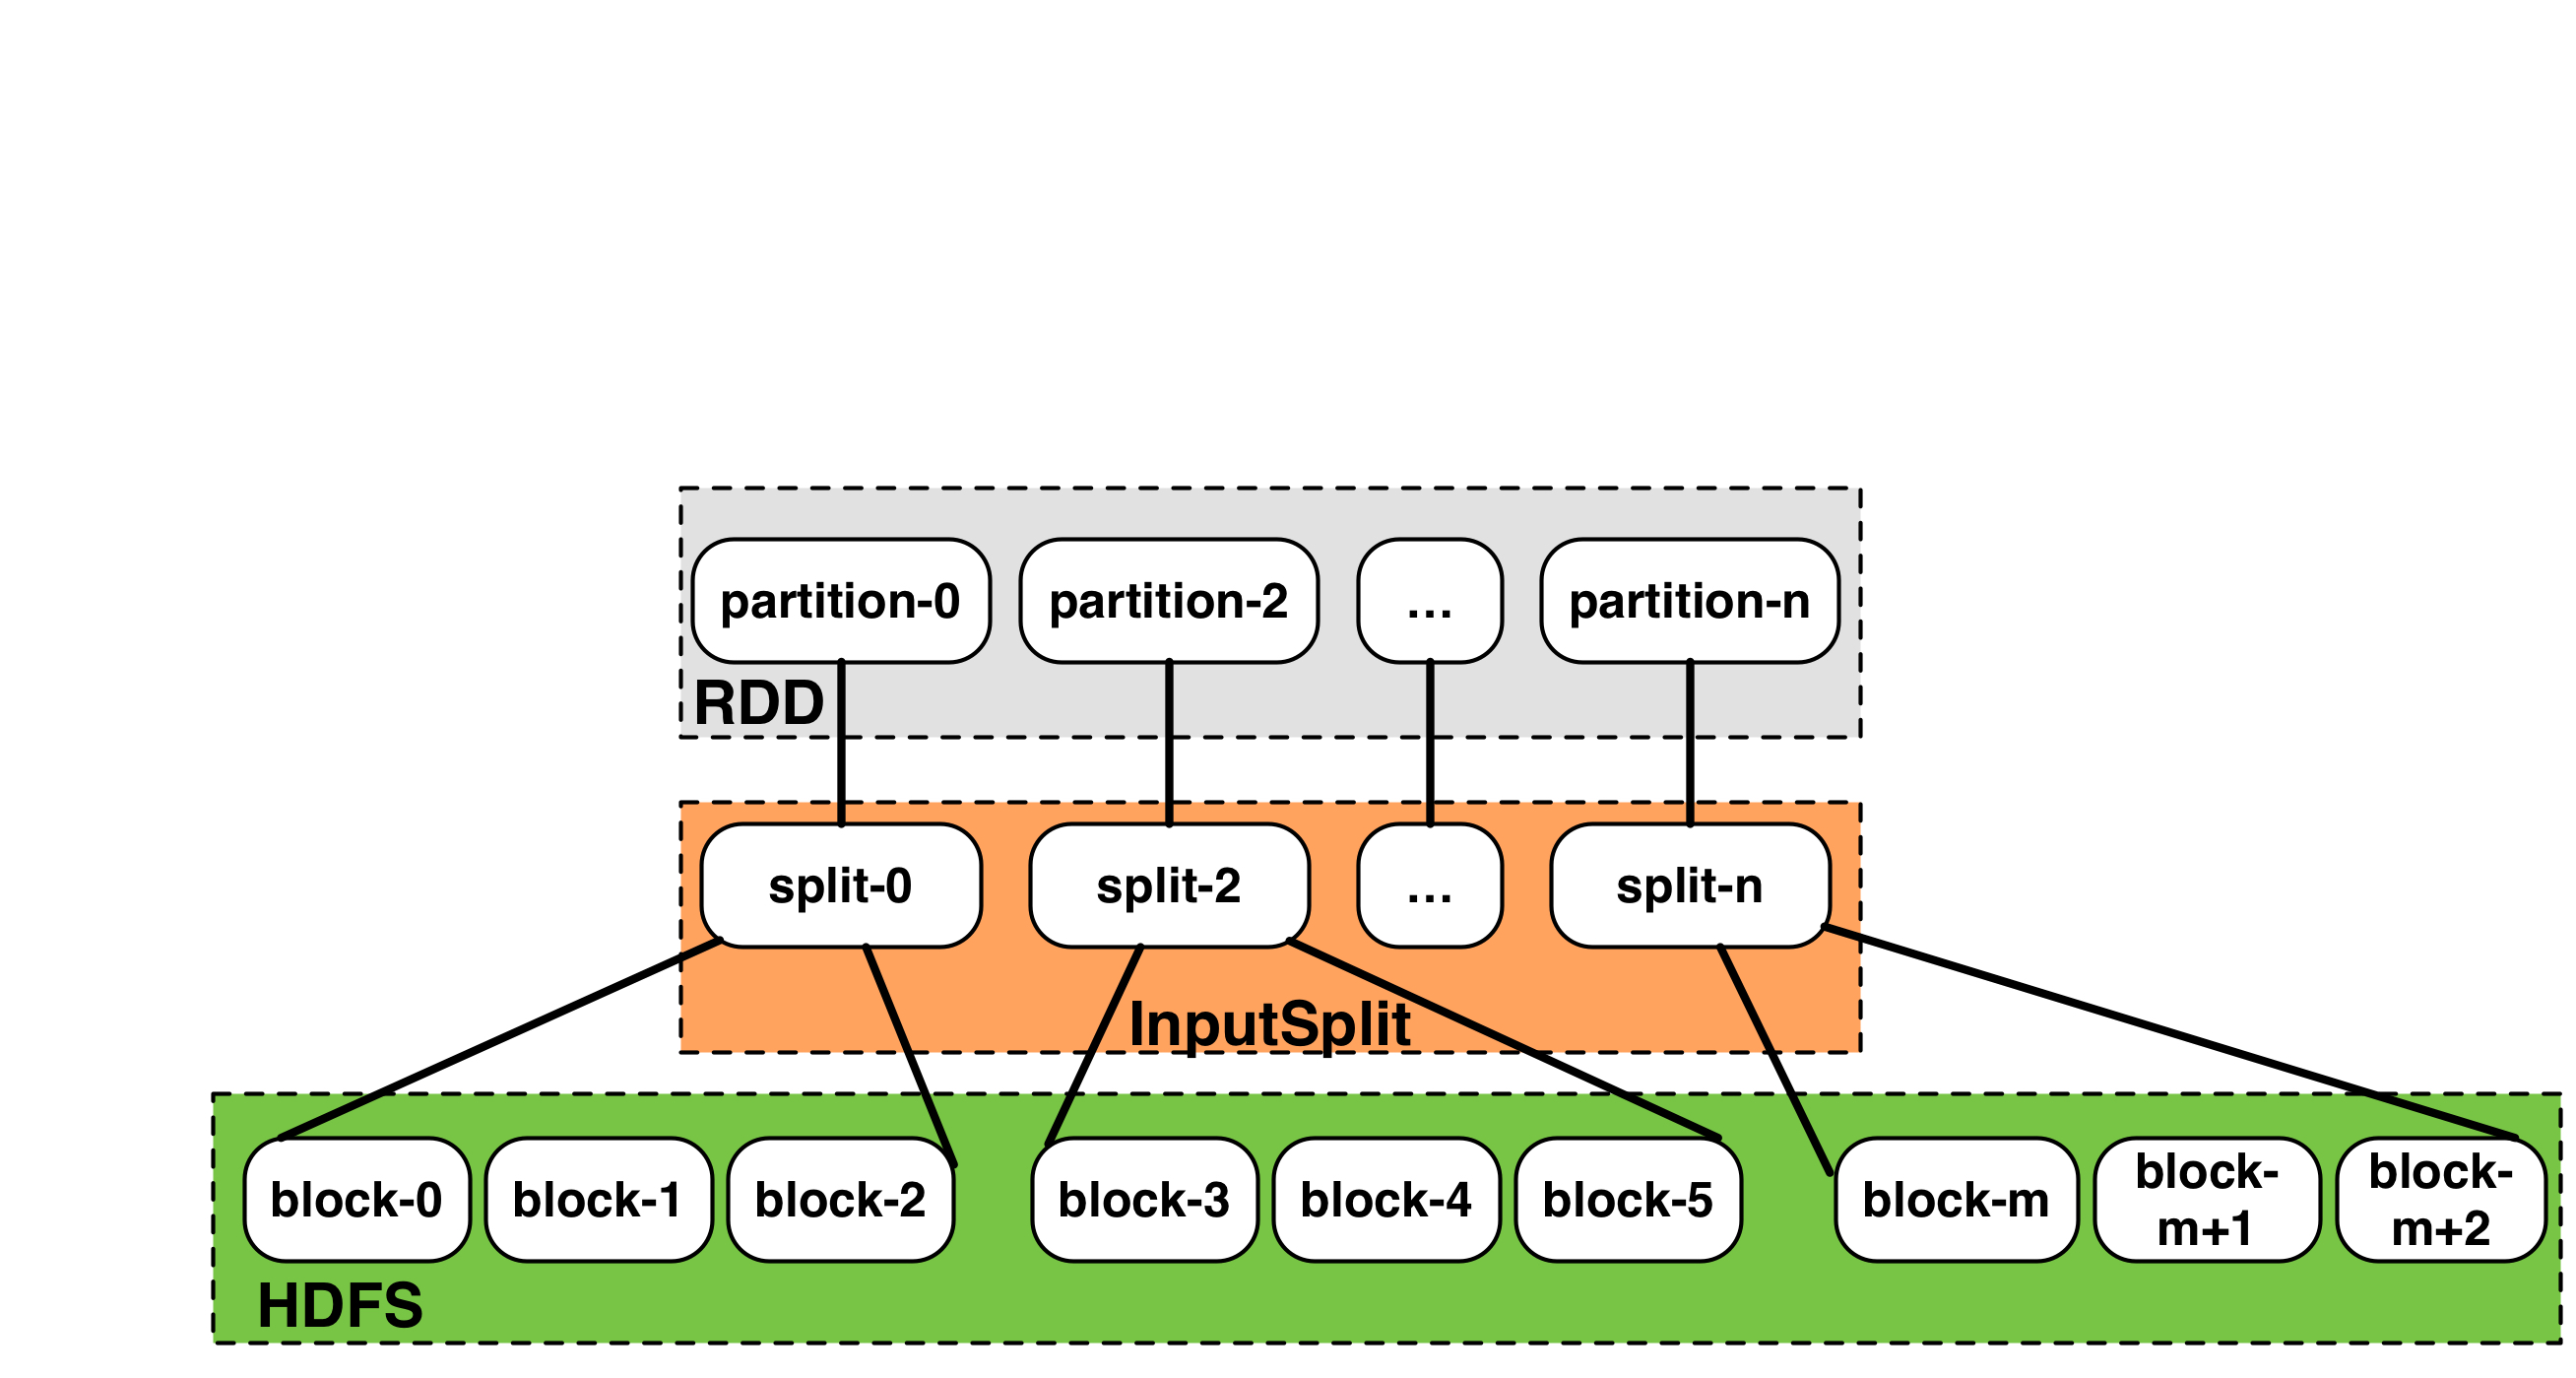 partition-0
partition-2
...
partition-n
RDD
split-0
split-2
...
split-n
InputSplit
block-0
block-1
block-2
block-3
block-4
block-5
block-m
block-
m+1
block-
m+2
HDFS